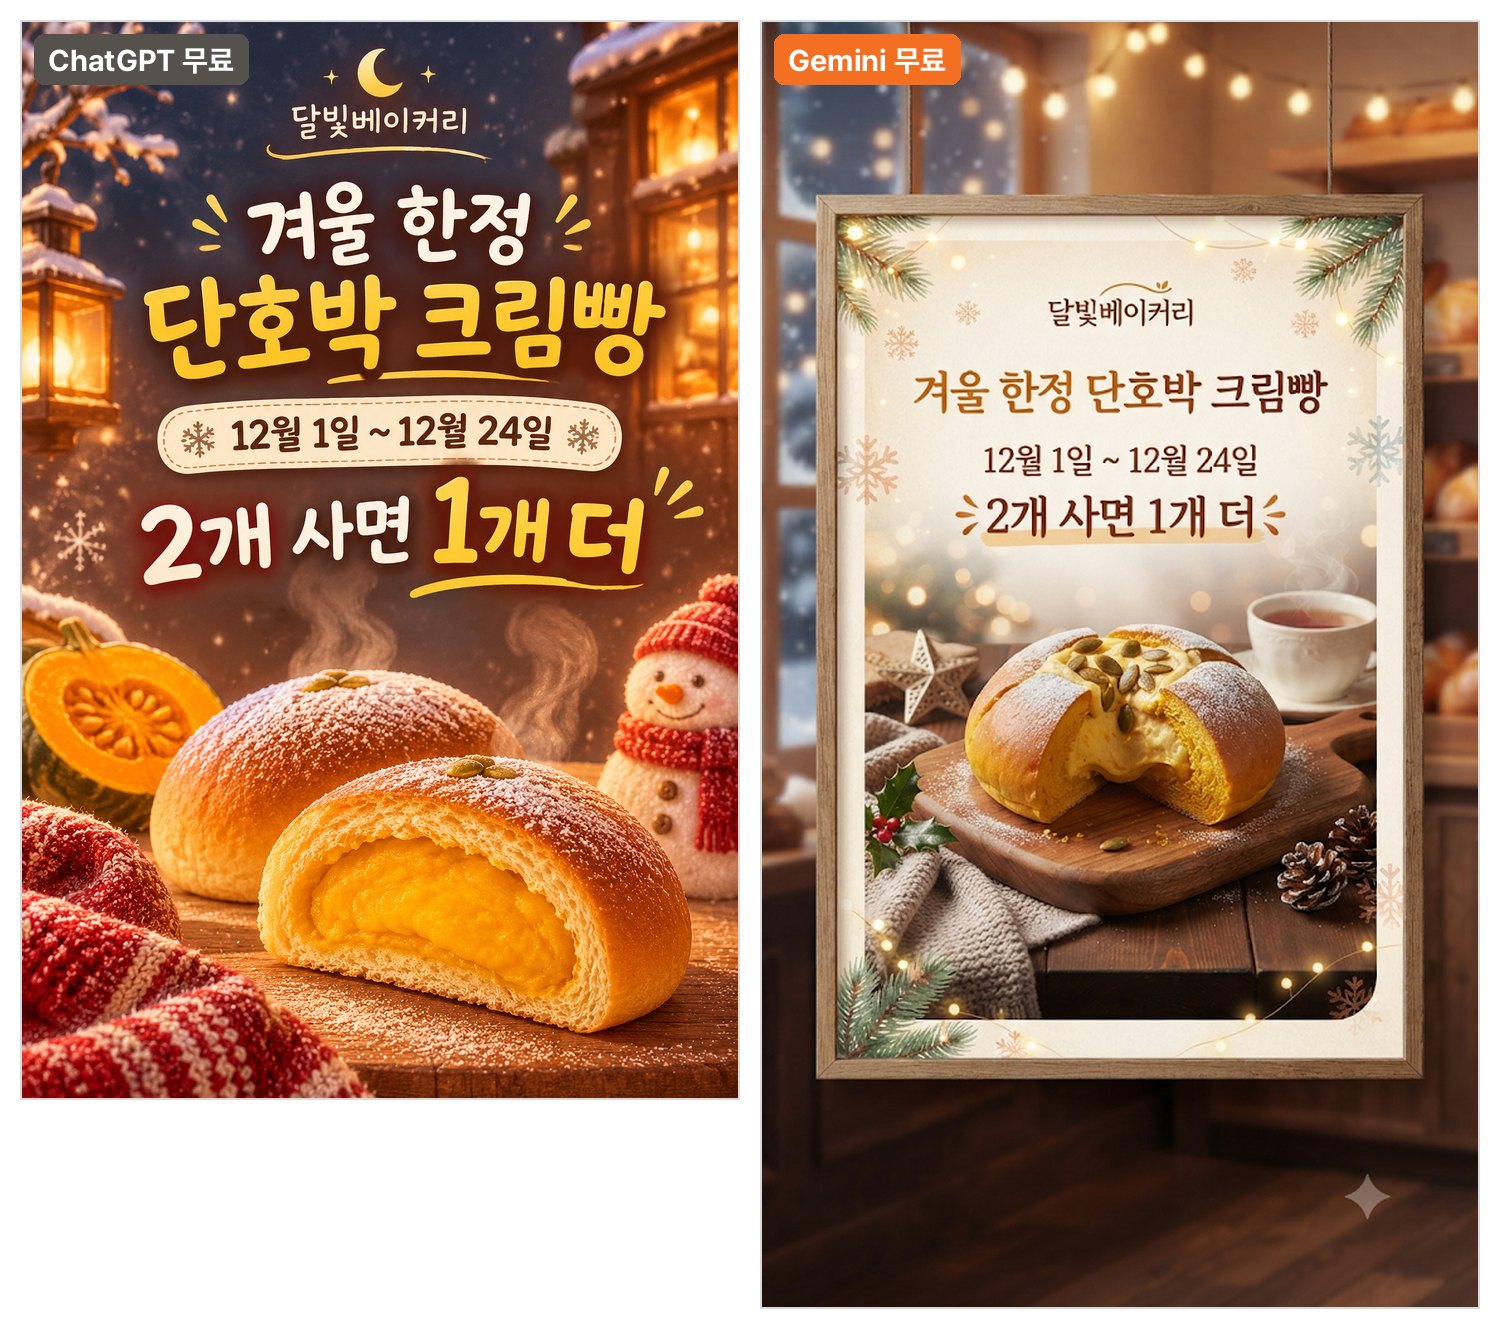 ChatGPT 무료
달빛베이커리
겨울 한정
단호박 크림빵
12월 1일 ~ 12월 24일
2개 사면 1개 더
Gemini 무료
달빛베이커리
겨울 한정 단호박 크림빵
12월 1일 ~ 12월 24일
2개 사면 1개 더